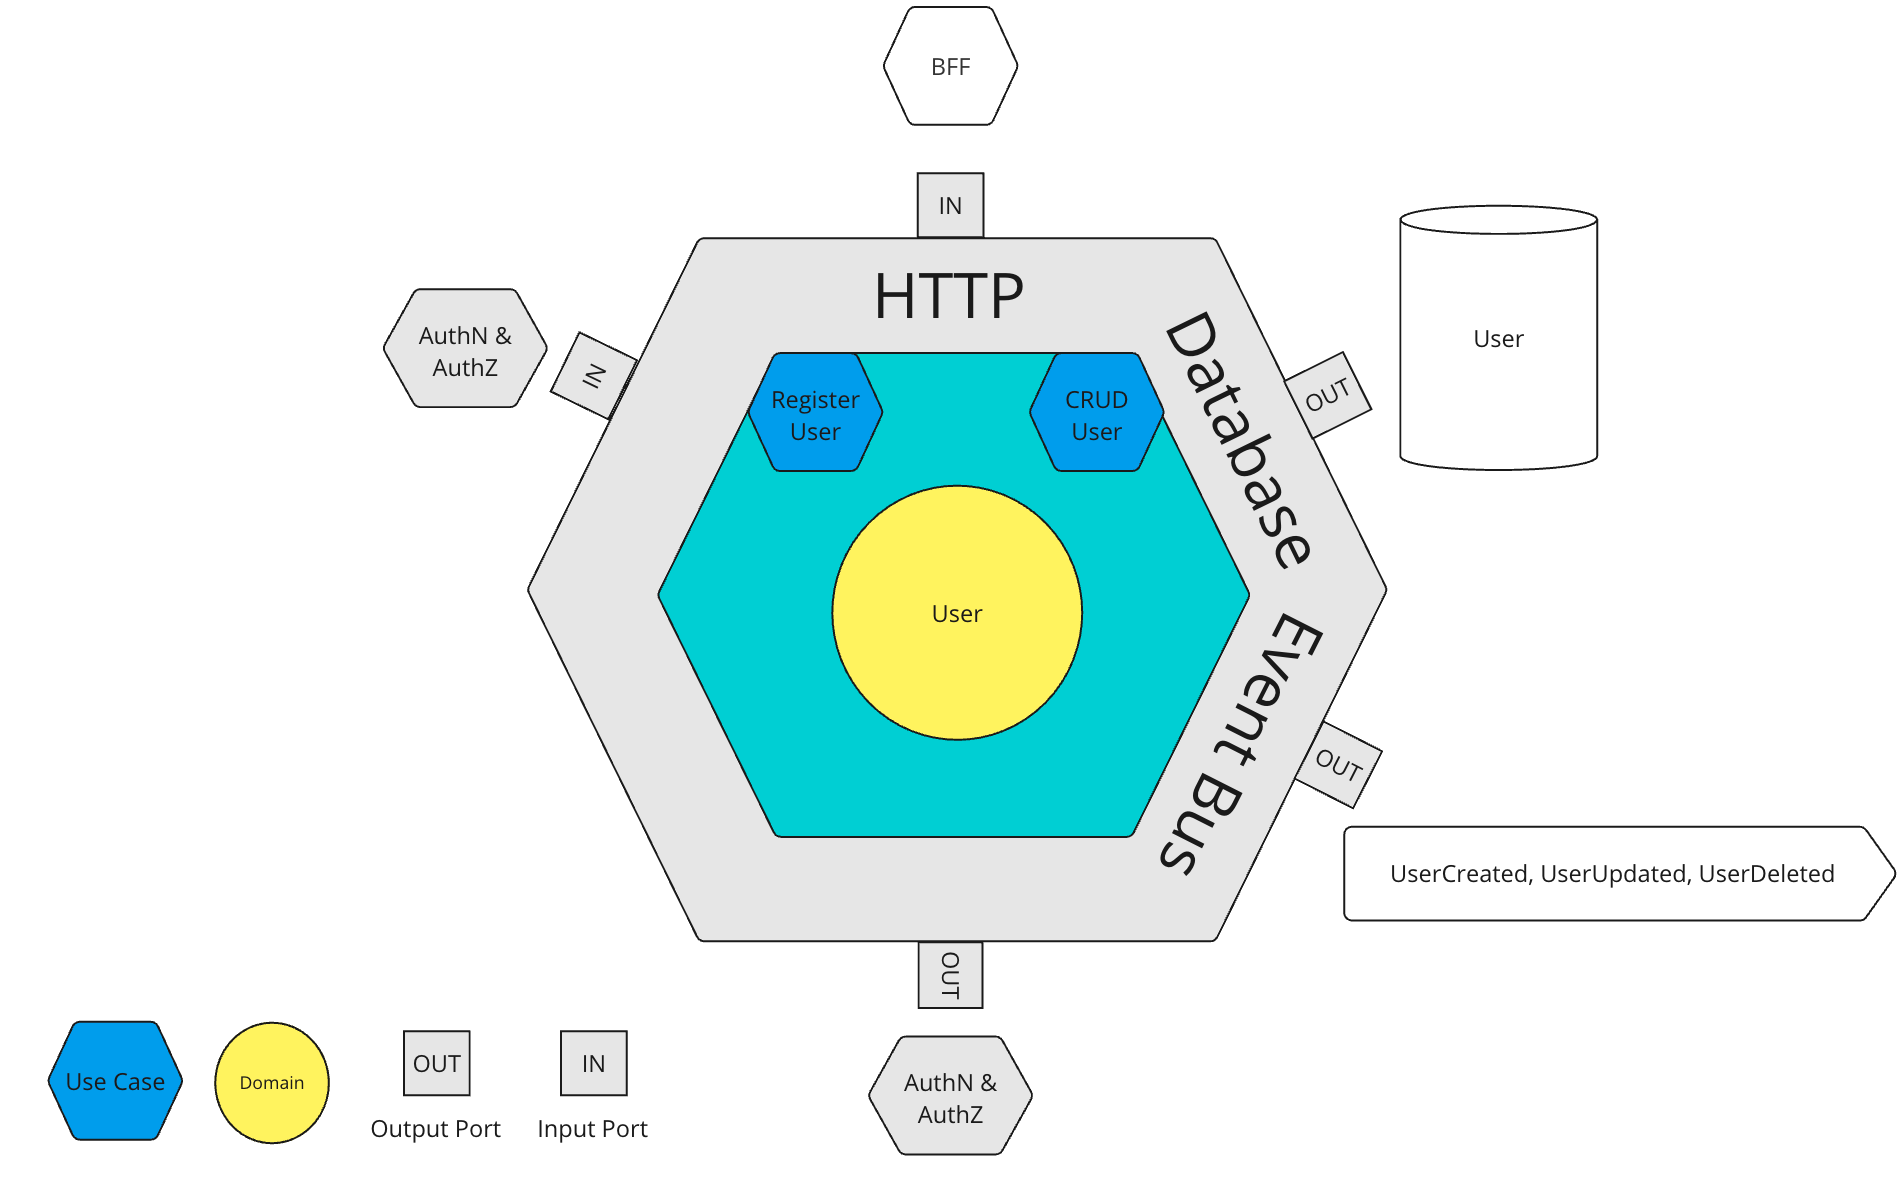 BFF
IN
HTTP
AuthN &
AuthZ
IN
Register
User
CRUD
User
Database
OUT
User
User
Event Bus
OUT
UserCreated, UserUpdated, UserDeleted
OUT
AuthN &
AuthZ
Use Case
Domain
OUT
IN
Output Port
Input Port